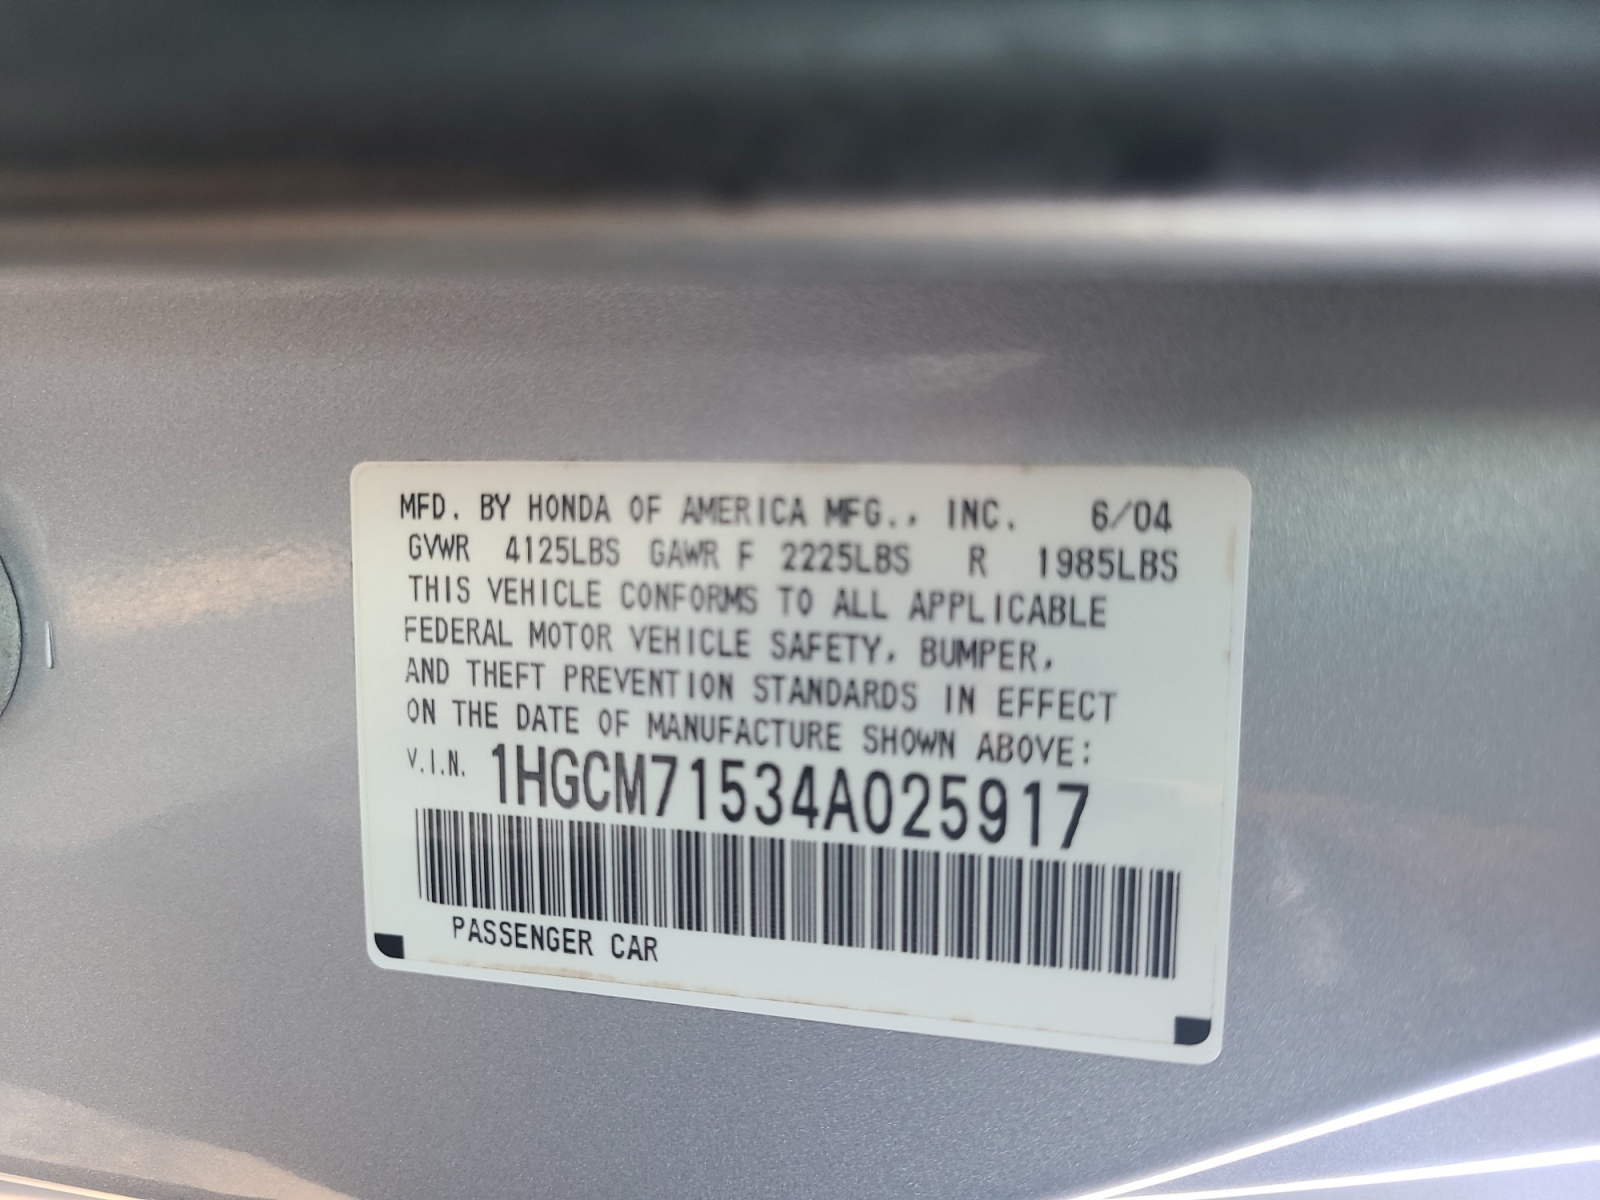 MFD. BY HONDA OF AMERICA MFG., INC. 6/04
GVWR 4125LBS GAWR F 2225LBS R 1985LBS
THIS VEHICLE CONFORMS TO ALL APPLICABLE
FEDERAL MOTOR VEHICLE SAFETY, BUMPER,
AND THEFT PREVENTION STANDARDS IN EFFECT
ON THE DATE OF MANUFACTURE SHOWN ABOVE:
V.I.N. 1HGCM71534A025917
PASSENGER CAR